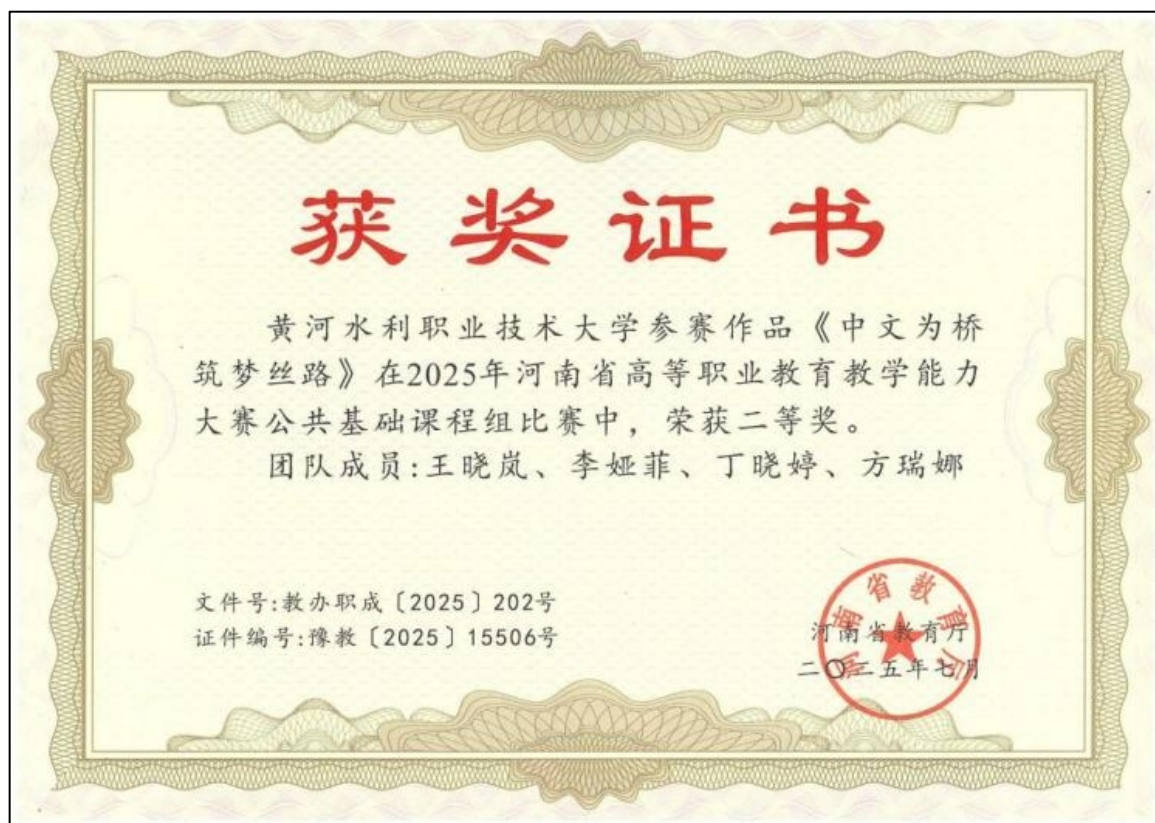 获奖证书
黄河水利职业技术大学参赛作品《中文为桥
筑梦丝路》在2025年河南省高等职业教育教学能力
大赛公共基础课程组比赛中，荣获二等奖。
团队成员:王晓岚、李娅菲、丁晓婷、方瑞娜
文件号:教办职成〔2025〕202号
证件编号:豫教〔2025〕15506号
河南省教育厅
河南省教育厅
二〇二五年七月